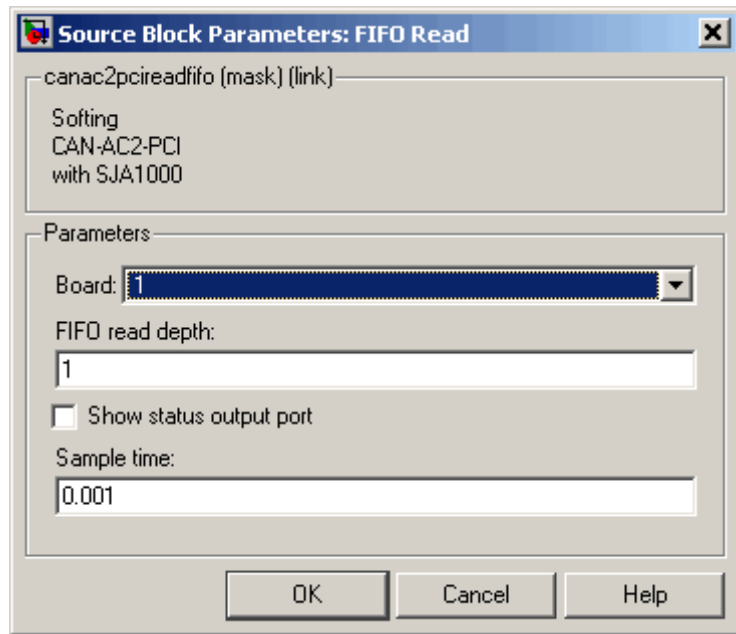 Source Block Parameters: FIFO Read
canac2pcireadfifo (mask) (link)
Softing
CAN-AC2-PCI
with SJA1000
Parameters
Board: 1
FIFO read depth:
1
Show status output port
Sample time:
0.001
OK Cancel Help